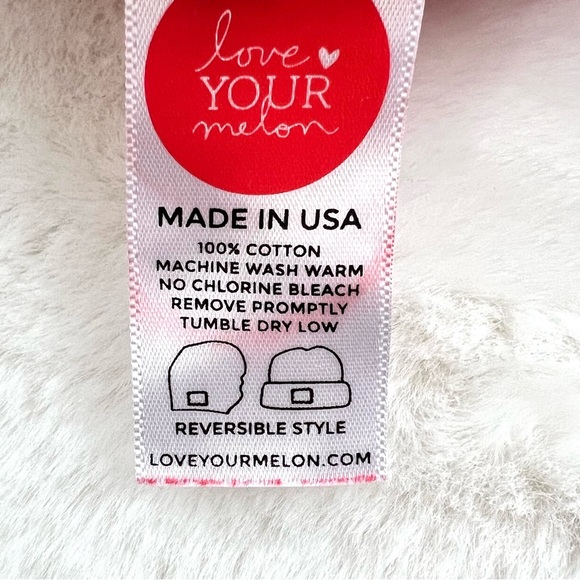 love
YOUR
melon
MADE IN USA
100% COTTON
MACHINE WASH WARM
NO CHLORINE BLEACH
REMOVE PROMPTLY
TUMBLE DRY LOW
REVERSIBLE STYLE
LOVEYOURMELON.COM